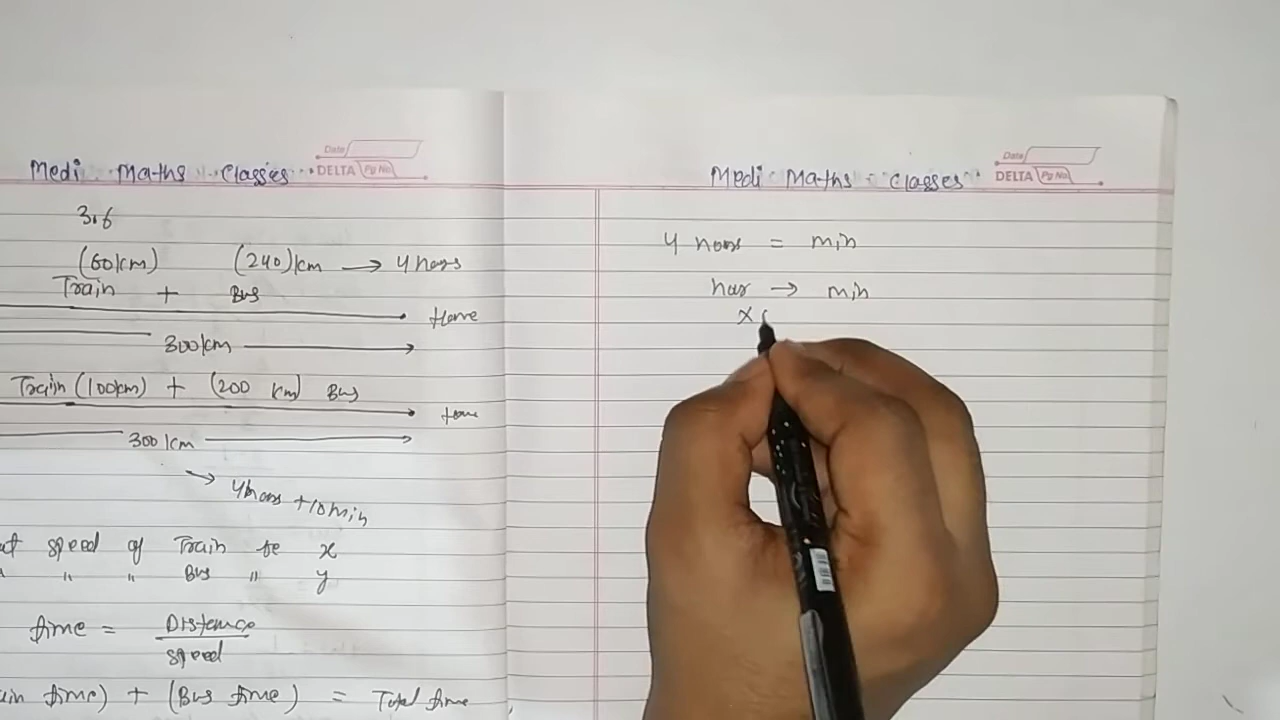 Medi Maths Classes
Date
DELTA Pg No.
3.6
(60km) (240)km → 4 hours
Train + Bus
Home
300km
Train (100km) + (200 km) Bus
Home
300km
→ 4hours + 10min
speed of Train be x
" " Bus " y
time = Distance
speed
time) + (Bus time) = Total time
Medi Maths Classes
Date
DELTA Pg No.
4 hours = min
hour → min
×